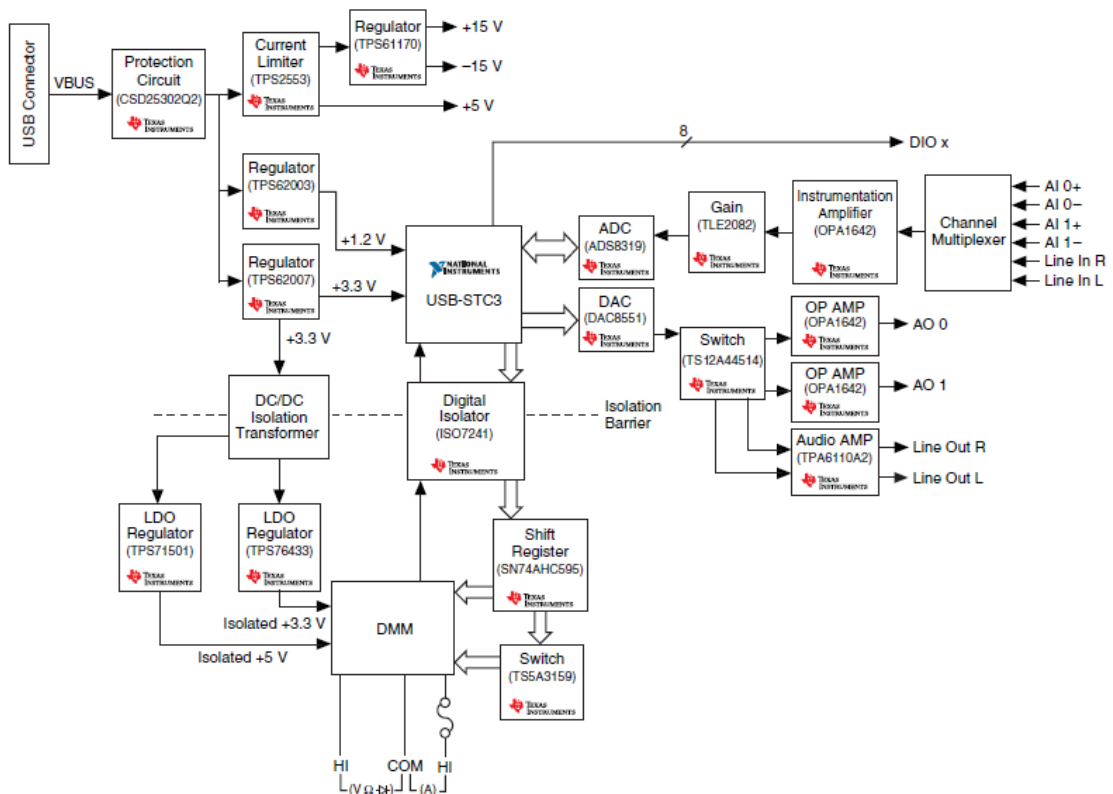 USB Connector
VBUS
Protection
Circuit
(CSD25302Q2)
TEXAS
INSTRUMENTS
Current
Limiter
(TPS2553)
TEXAS
INSTRUMENTS
Regulator
(TPS61170)
TEXAS
INSTRUMENTS
+15 V
–15 V
+5 V
8
DIO x
Regulator
(TPS62003)
TEXAS
INSTRUMENTS
+1.2 V
Regulator
(TPS62007)
TEXAS
INSTRUMENTS
+3.3 V
+3.3 V
NATIONAL
INSTRUMENTS
USB-STC3
ADC
(ADS8319)
TEXAS
INSTRUMENTS
Gain
(TLE2082)
TEXAS
INSTRUMENTS
Instrumentation
Amplifier
(OPA1642)
TEXAS
INSTRUMENTS
Channel
Multiplexer
AI 0+
AI 0–
AI 1+
AI 1–
Line In R
Line In L
DAC
(DAC8551)
TEXAS
INSTRUMENTS
Switch
(TS12A44514)
TEXAS
INSTRUMENTS
OP AMP
(OPA1642)
TEXAS
INSTRUMENTS
AO 0
OP AMP
(OPA1642)
TEXAS
INSTRUMENTS
AO 1
Audio AMP
(TPA6110A2)
TEXAS
INSTRUMENTS
Line Out R
Line Out L
DC/DC
Isolation
Transformer
Digital
Isolator
(ISO7241)
TEXAS
INSTRUMENTS
Isolation
Barrier
LDO
Regulator
(TPS71501)
TEXAS
INSTRUMENTS
LDO
Regulator
(TPS76433)
TEXAS
INSTRUMENTS
Shift
Register
(SN74AHC595)
TEXAS
INSTRUMENTS
Isolated +3.3 V
Isolated +5 V
DMM
Switch
(TS5A3159)
TEXAS
INSTRUMENTS
HI
COM
HI
(V Ω)
(A)